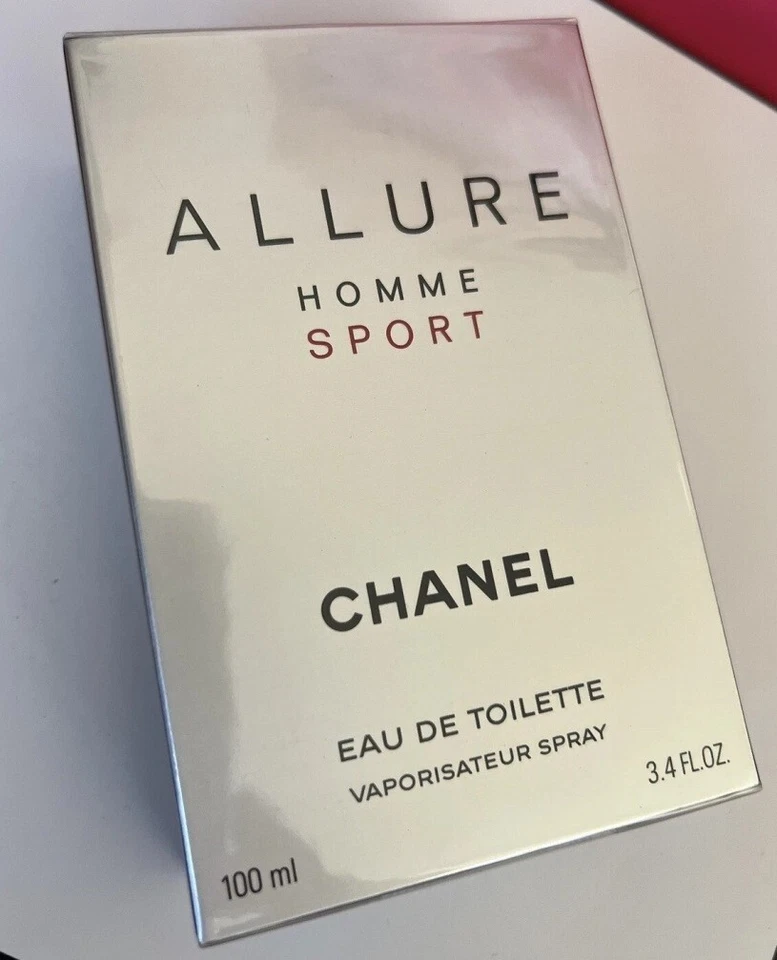 ALLURE
HOMME
SPORT
CHANEL
EAU DE TOILETTE
VAPORISATEUR SPRAY
3.4 FL.OZ.
100 ml